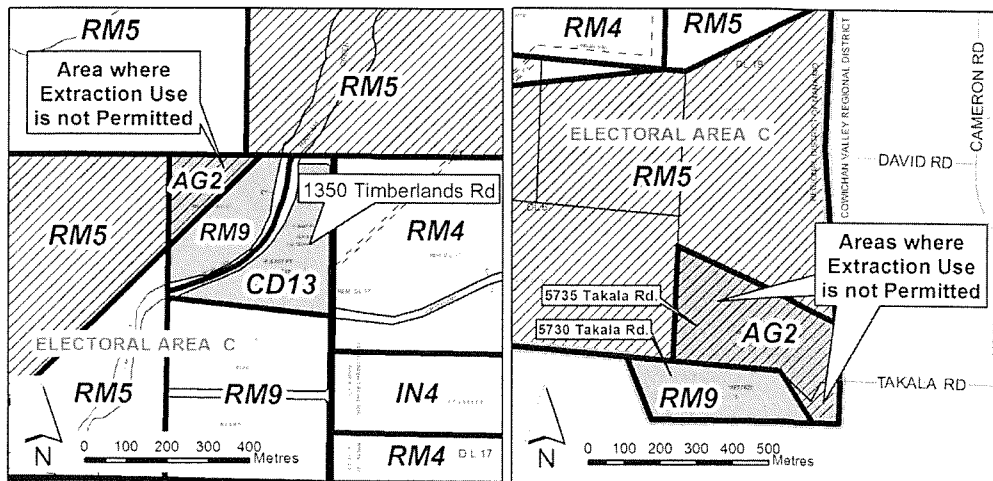 RM5
Area where
Extraction Use
is not Permitted
RM5
AG2
1350 Timberlands Rd
RM5
RM9
RM4
CD13
ELECTORAL AREA C
RM5
RM9
IN4
RM4
D L 17
N
0 100 200 300 400
Metres
RM4
RM5
DL 19
ELECTORAL AREA C
RM5
COWICHAN VALLEY REGIONAL DISTRICT
CAMERON RD
DAVID RD
Areas where
Extraction Use
is not Permitted
5735 Takala Rd.
5730 Takala Rd.
AG2
RM9
TAKALA RD
N
0 100 200 300 400 500
Metres